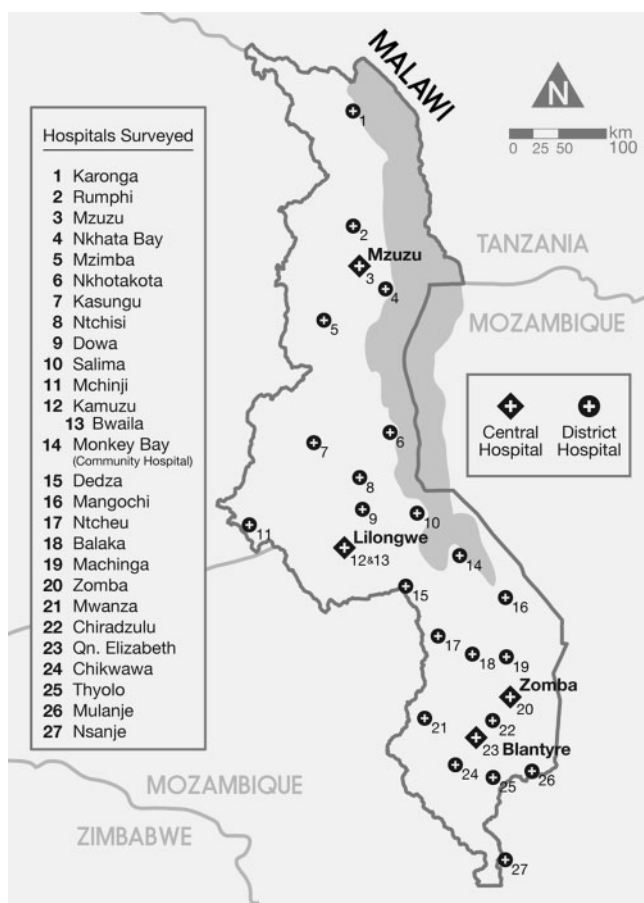 MALAWI
N
km
0 25 50 100
Hospitals Surveyed
1 Karonga
2 Rumphi
3 Mzuzu
4 Nkhata Bay
5 Mzimba
6 Nkhotakota
7 Kasungu
8 Ntchisi
9 Dowa
10 Salima
11 Mchinji
12 Kamuzu
13 Bwaila
14 Monkey Bay
(Community Hospital)
15 Dedza
16 Mangochi
17 Ntcheu
18 Balaka
19 Machinga
20 Zomba
21 Mwanza
22 Chiradzulu
23 Qn. Elizabeth
24 Chikwawa
25 Thyolo
26 Mulanje
27 Nsanje
1
2
Mzuzu
3
4
5
TANZANIA
MOZAMBIQUE
Central
Hospital
District
Hospital
6
7
8
9
10
11
Lilongwe
12&13
14
15
16
17
18
19
Zomba
20
21
22
23 Blantyre
24
25
26
27
MOZAMBIQUE
ZIMBABWE